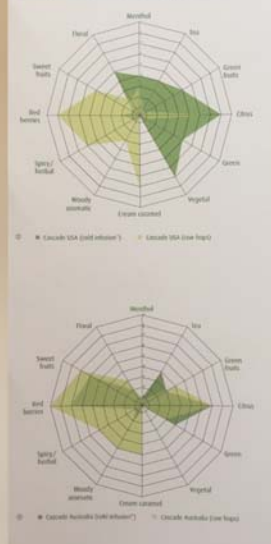 Menthol
Floral
Tea
Sweet
fruits
Green
fruits
Red
berries
Citrus
Spicy/
herbal
Green
Woody
aromatic
Vegetal
Cream caramel
Cascade USA (cold infusion*)
Cascade USA (raw hops)
Menthol
Floral
Tea
Sweet
fruits
Green
fruits
Red
berries
Citrus
Spicy/
herbal
Green
Woody
aromatic
Vegetal
Cream caramel
Cascade Australia (cold infusion*)
Cascade Australia (raw hops)